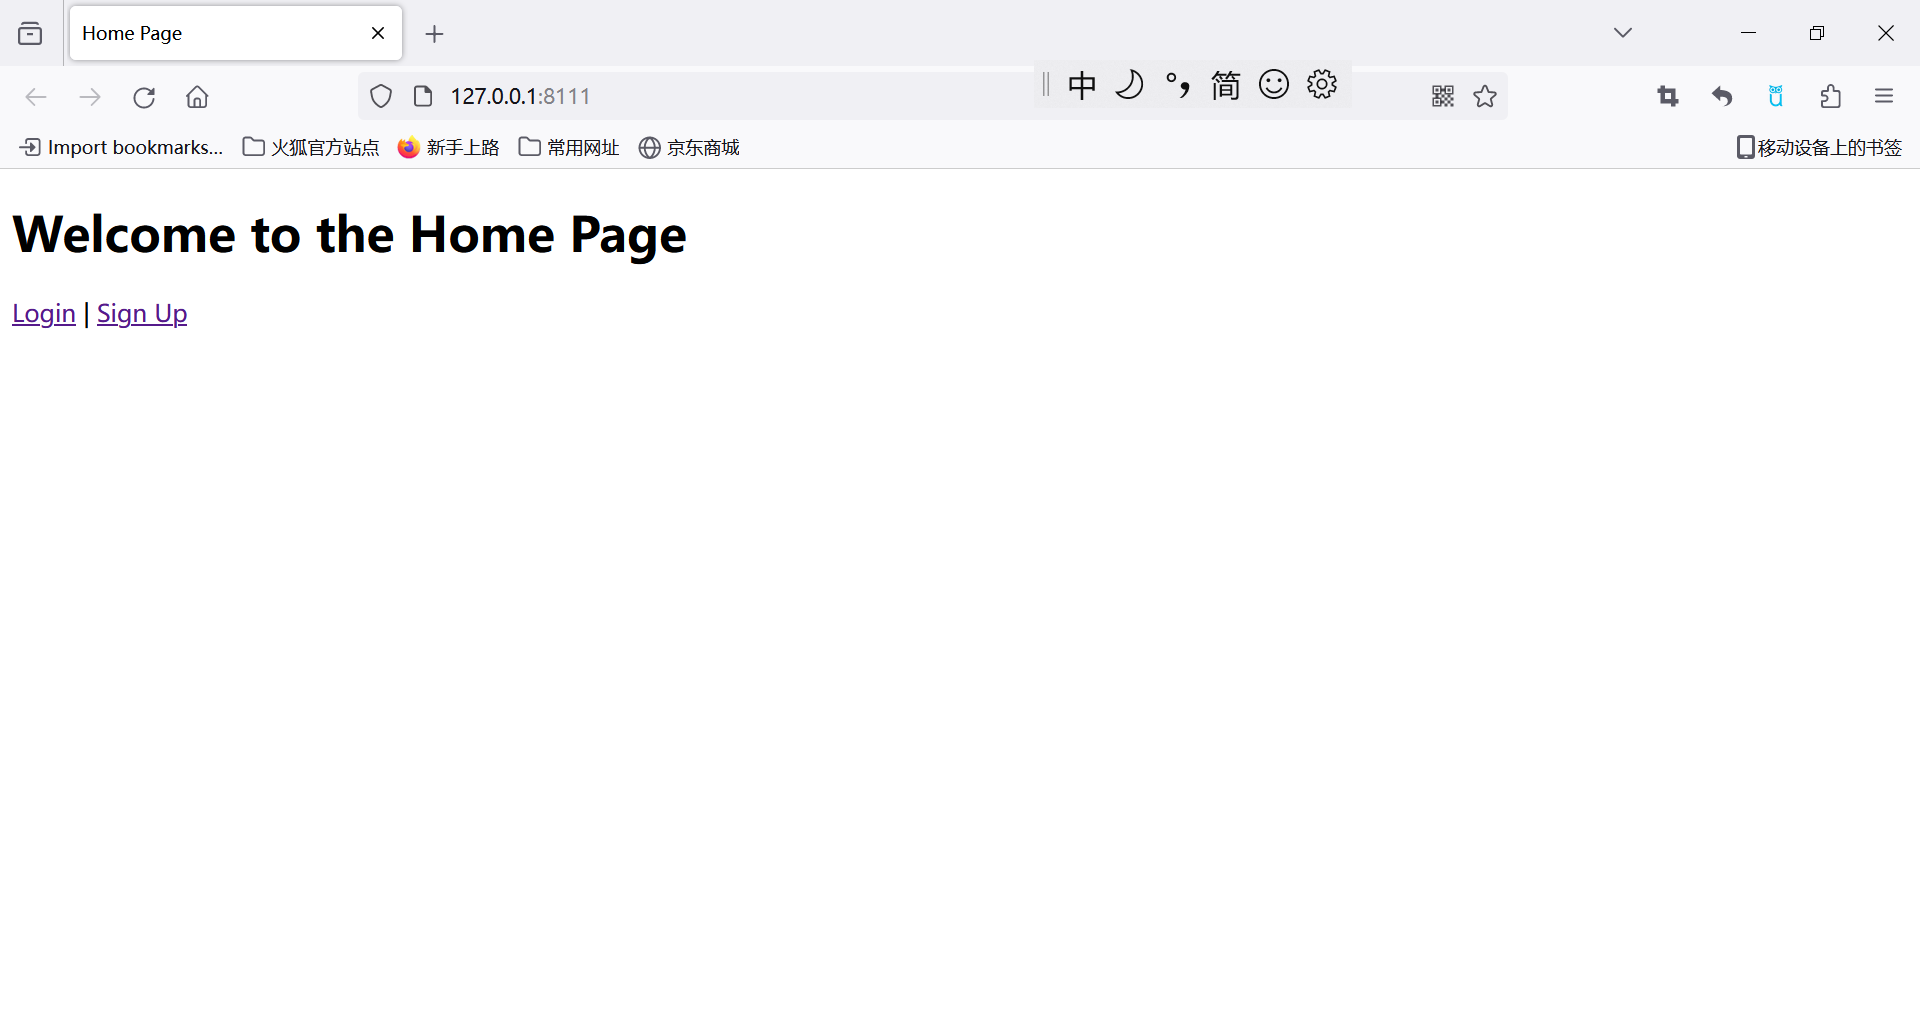 Home Page
127.0.0.1:8111
中 简
Import bookmarks... 火狐官方站点 新手上路 常用网址 京东商城 移动设备上的书签
Welcome to the Home Page
Login | Sign Up